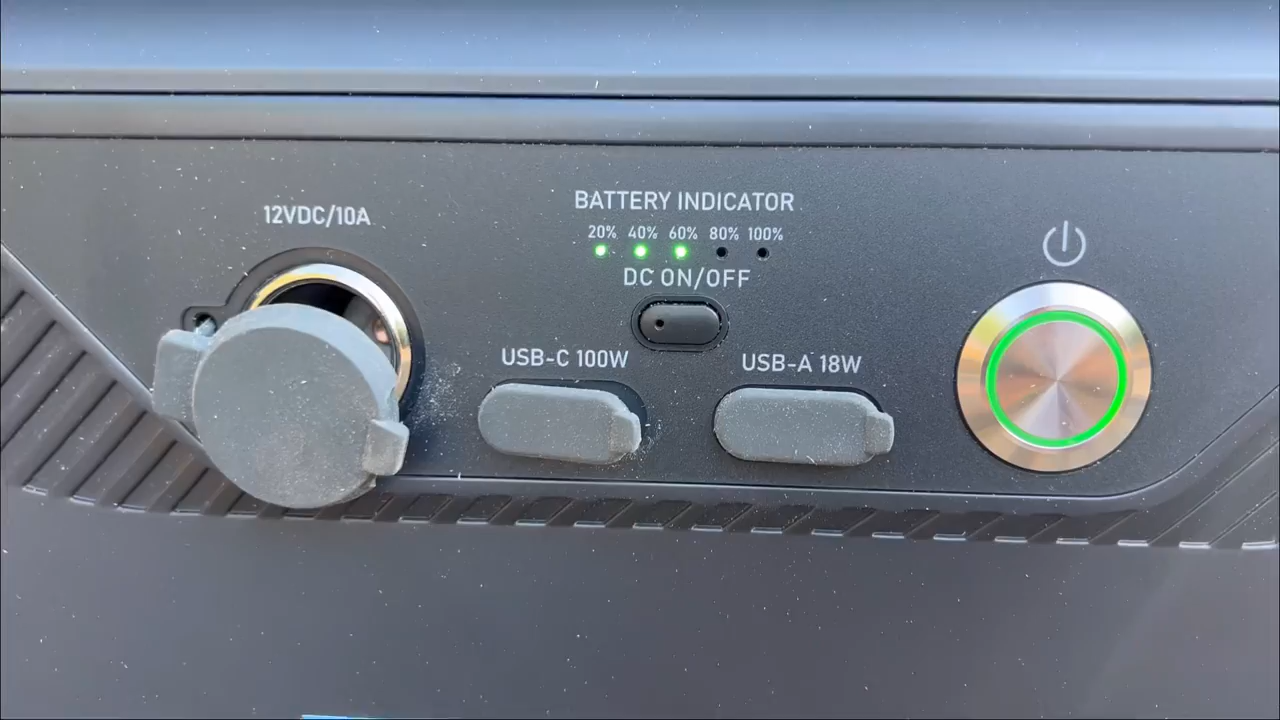 12VDC/10A
BATTERY INDICATOR
20% 40% 60% 80% 100%
DC ON/OFF
USB-C 100W
USB-A 18W